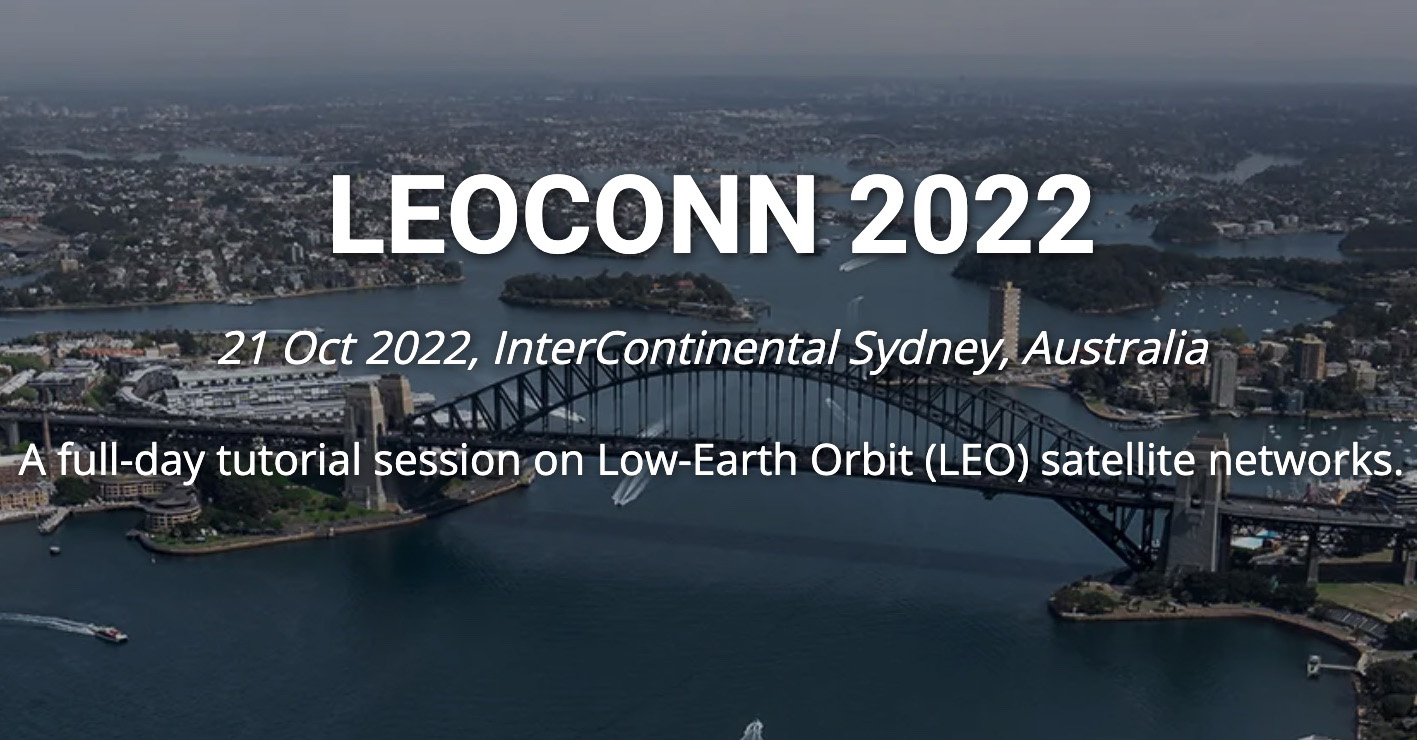 LEOCONN 2022
21 Oct 2022, InterContinental Sydney, Australia
A full-day tutorial session on Low-Earth Orbit (LEO) satellite networks.